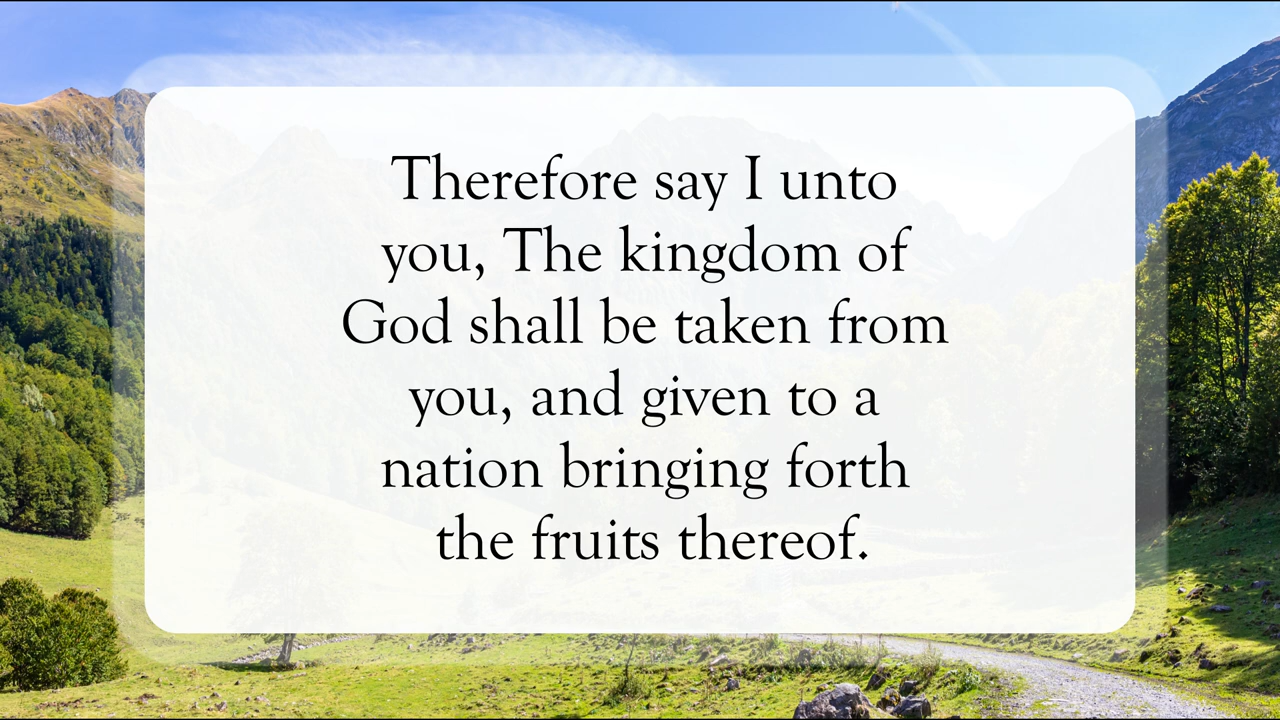 Therefore say I unto
you, The kingdom of
God shall be taken from
you, and given to a
nation bringing forth
the fruits thereof.